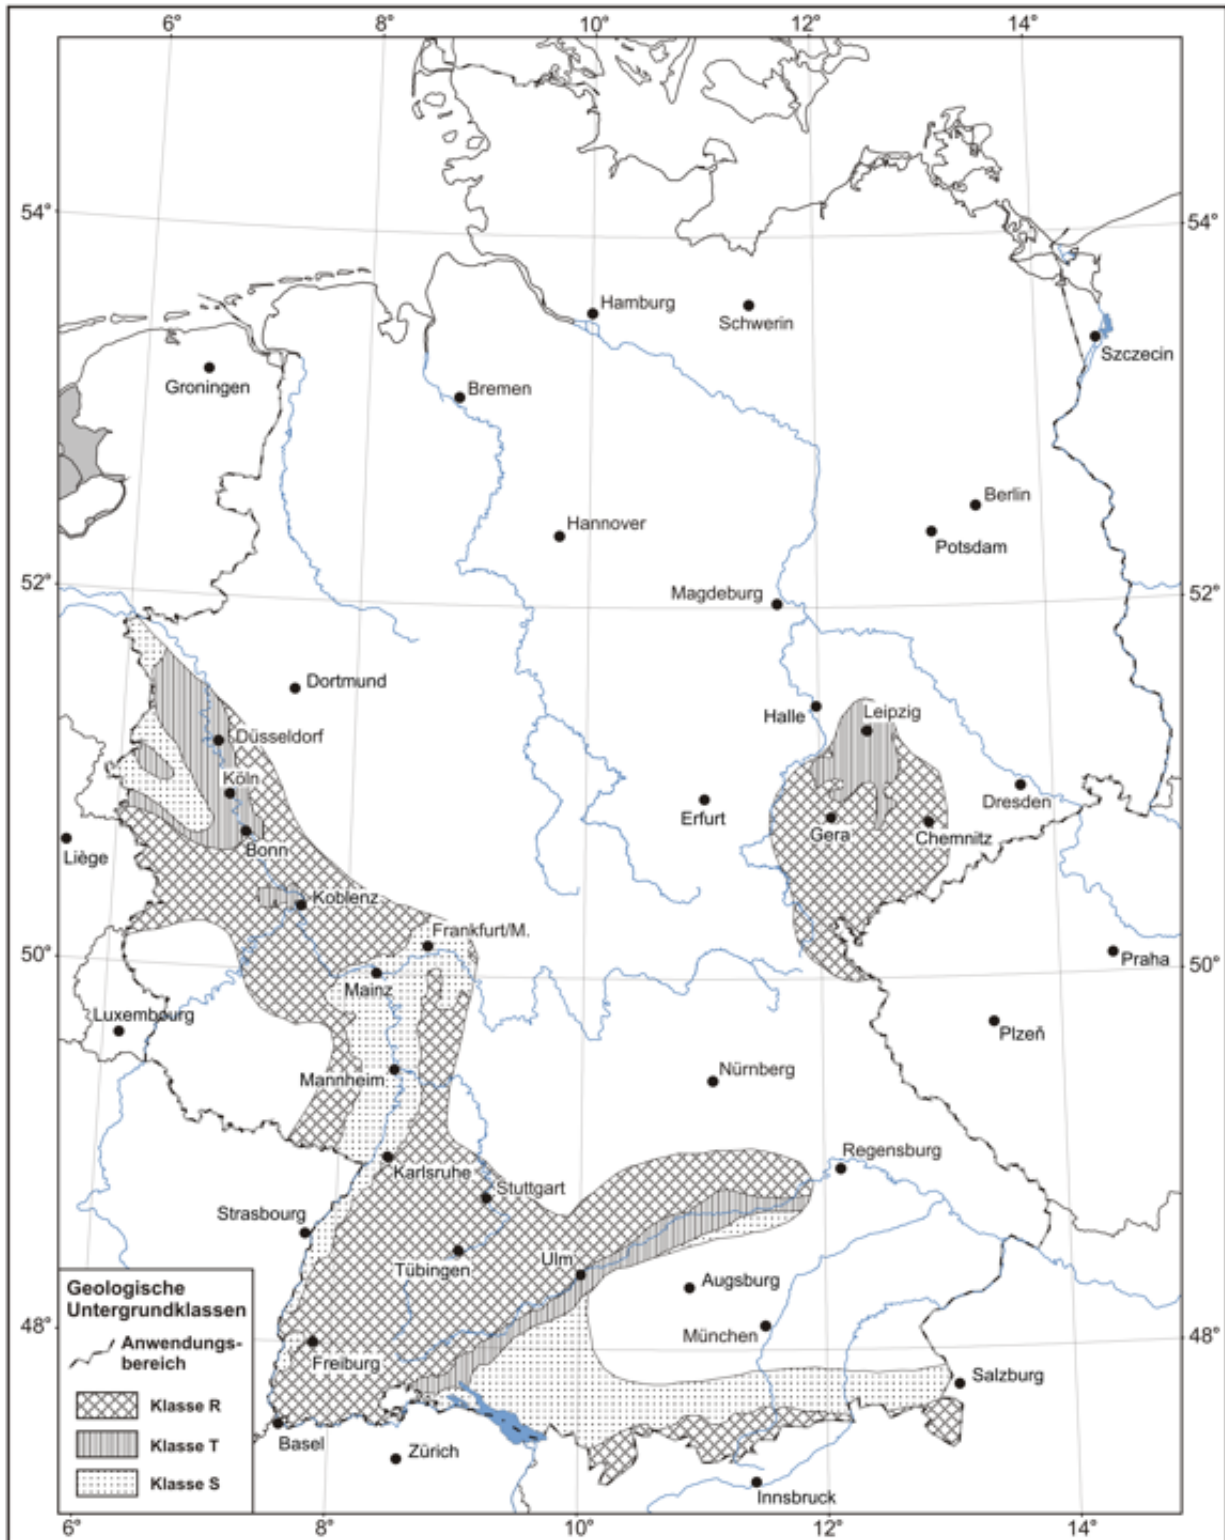 6°
8°
10°
12°
14°
54°
54°
Hamburg
Schwerin
Szczecin
Groningen
Bremen
Berlin
Hannover
Potsdam
52°
52°
Magdeburg
Dortmund
Halle
Leipzig
Düsseldorf
Köln
Dresden
Erfurt
Gera
Chemnitz
Liège
Bonn
Koblenz
Frankfurt/M.
50°
50°
Praha
Mainz
Luxembourg
Plzeň
Mannheim
Nürnberg
Regensburg
Karlsruhe
Stuttgart
Strasbourg
Ulm
Tübingen
Augsburg
München
48°
48°
Freiburg
Salzburg
Basel
Zürich
Innsbruck
Geologische
Untergrundklassen
Anwendungs-
bereich
Klasse R
Klasse T
Klasse S
6°
8°
10°
12°
14°